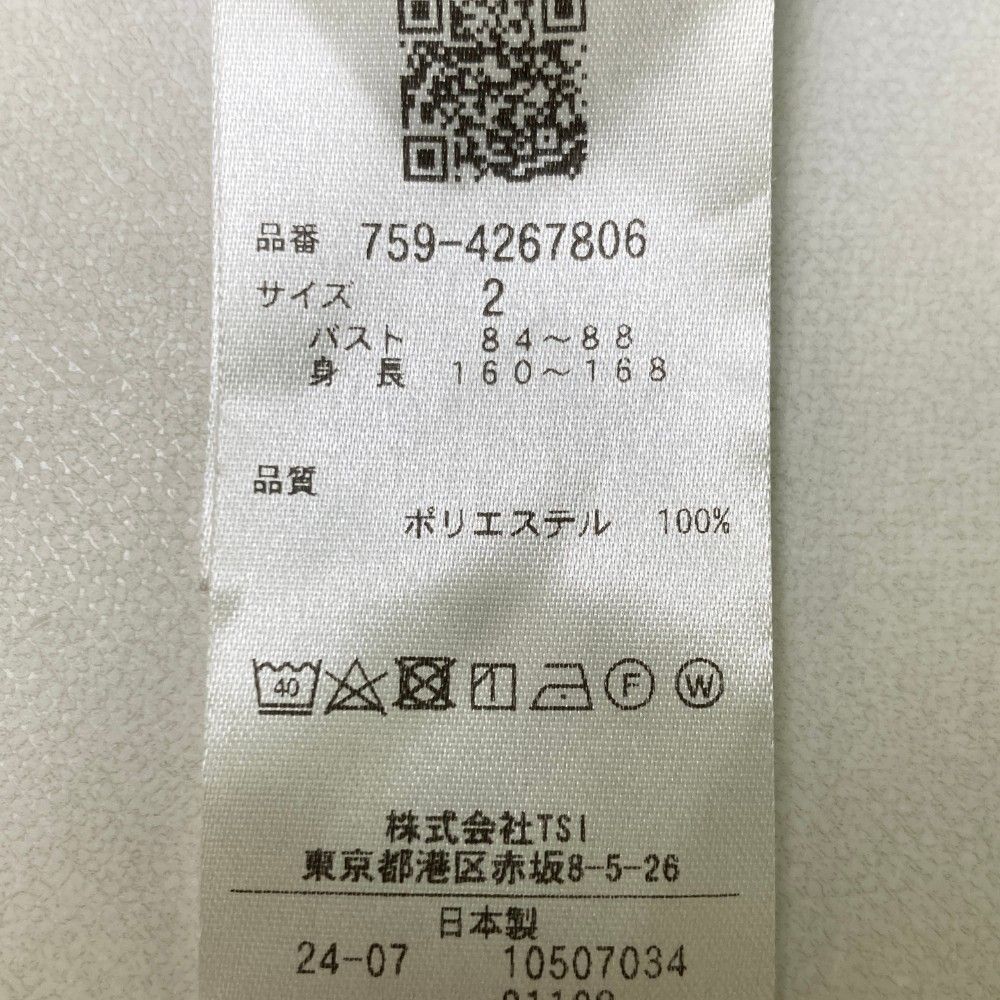 品番 759-4267806
サイズ 2
バスト 84～88
身 長 160～168
品質
ポリエステル 100%
40
F
W
株式会社TSI
東京都港区赤坂8-5-26
日本製
24-07 10507034